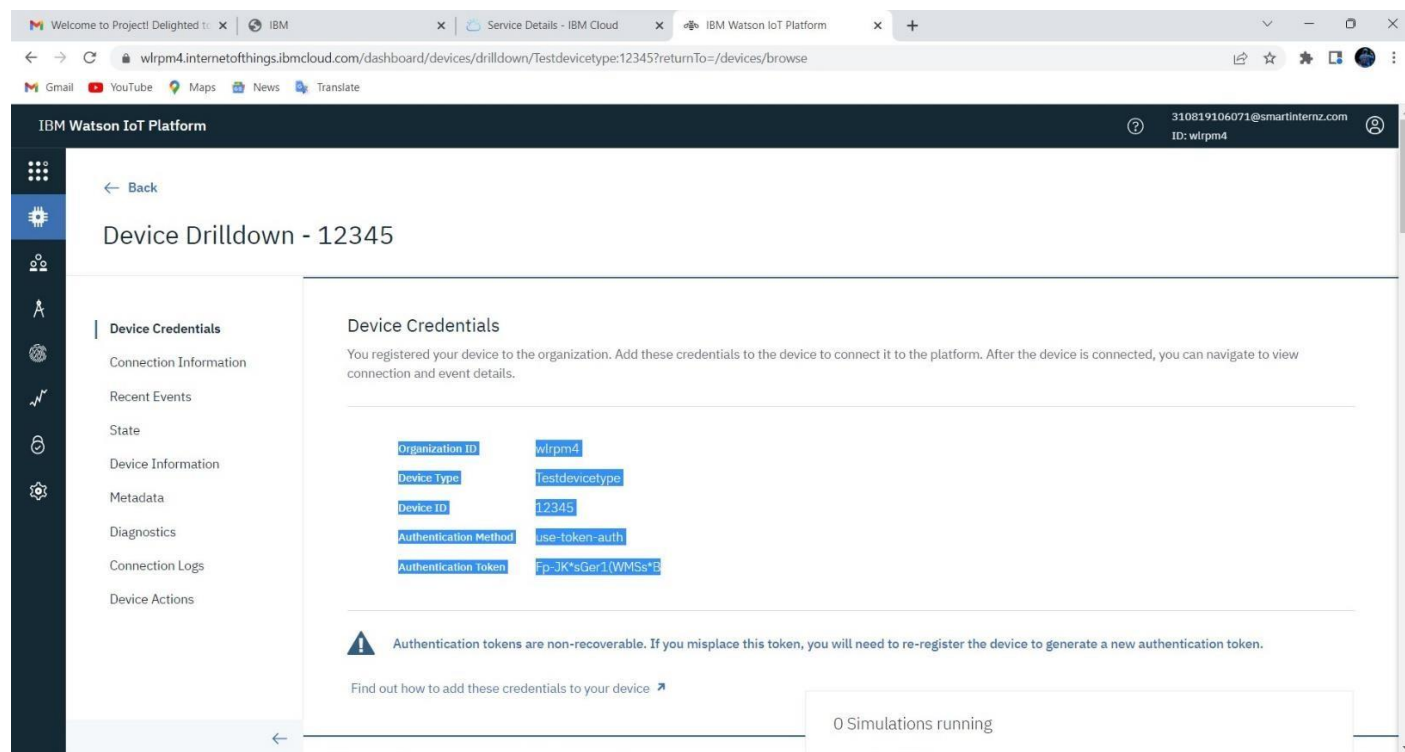 Welcome to Project! Delighted to
IBM
Service Details - IBM Cloud
IBM Watson IoT Platform
wlrpm4.internetofthings.ibmcloud.com/dashboard/devices/drilldown/Testdevicetype:12345?returnTo=/devices/browse
Gmail
YouTube
Maps
News
Translate
IBM Watson IoT Platform
310819106071@smartinternz.com
ID: wlrpm4
Back
Device Drilldown - 12345
Device Credentials
Connection Information
Recent Events
State
Device Information
Metadata
Diagnostics
Connection Logs
Device Actions
Device Credentials
You registered your device to the organization. Add these credentials to the device to connect it to the platform. After the device is connected, you can navigate to view
connection and event details.
Organization ID wlrpm4
Device Type Testdevicetype
Device ID 12345
Authentication Method use-token-auth
Authentication Token Fp-JK*sGer1(WMSs*B
Authentication tokens are non-recoverable. If you misplace this token, you will need to re-register the device to generate a new authentication token.
Find out how to add these credentials to your device
0 Simulations running